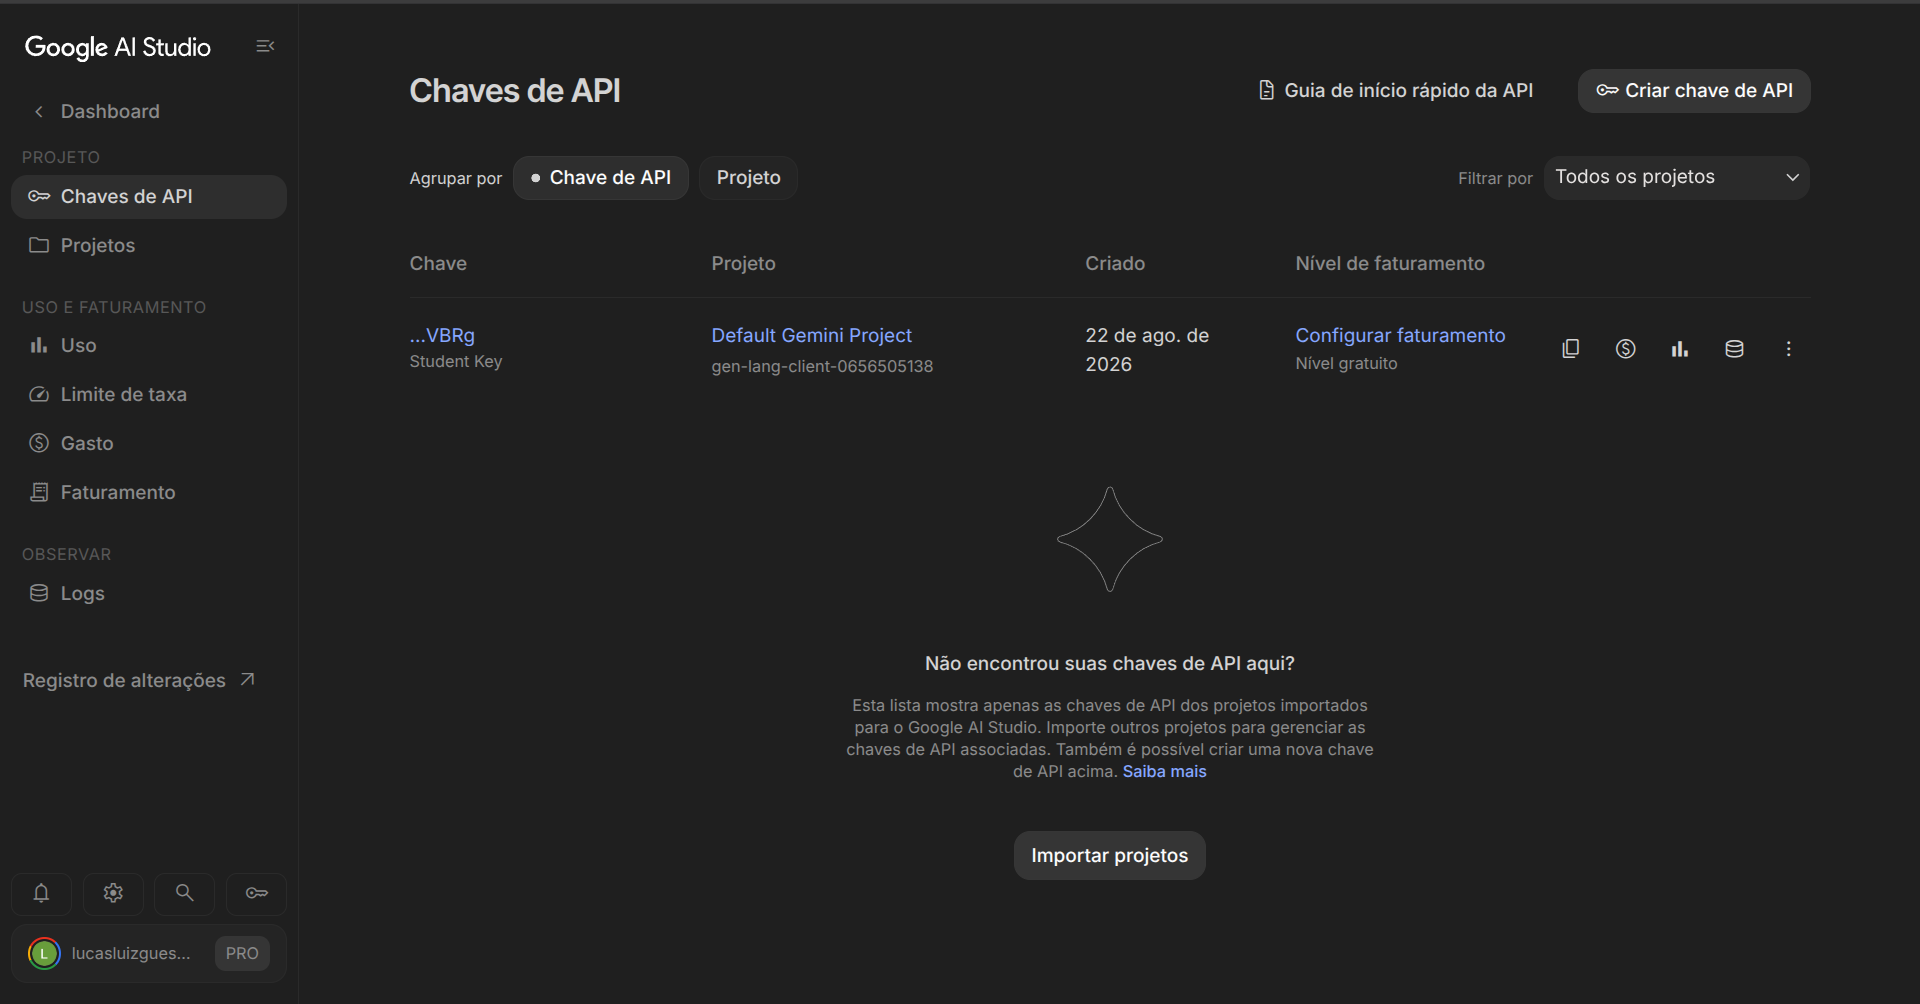 Google AI Studio
Dashboard
PROJETO
Chaves de API
Projetos
USO E FATURAMENTO
Uso
Limite de taxa
Gasto
Faturamento
OBSERVAR
Logs
Registro de alterações
L
lucasluizgues...
PRO
Chaves de API
Guia de início rápido da API
Criar chave de API
Agrupar por
Chave de API
Projeto
Filtrar por
Todos os projetos
Chave
Projeto
Criado
Nível de faturamento
...VBRg
Student Key
Default Gemini Project
gen-lang-client-0656505138
22 de ago. de
2026
Configurar faturamento
Nível gratuito
Não encontrou suas chaves de API aqui?
Esta lista mostra apenas as chaves de API dos projetos importados
para o Google AI Studio. Importe outros projetos para gerenciar as
chaves de API associadas. Também é possível criar uma nova chave
de API acima. Saiba mais
Importar projetos